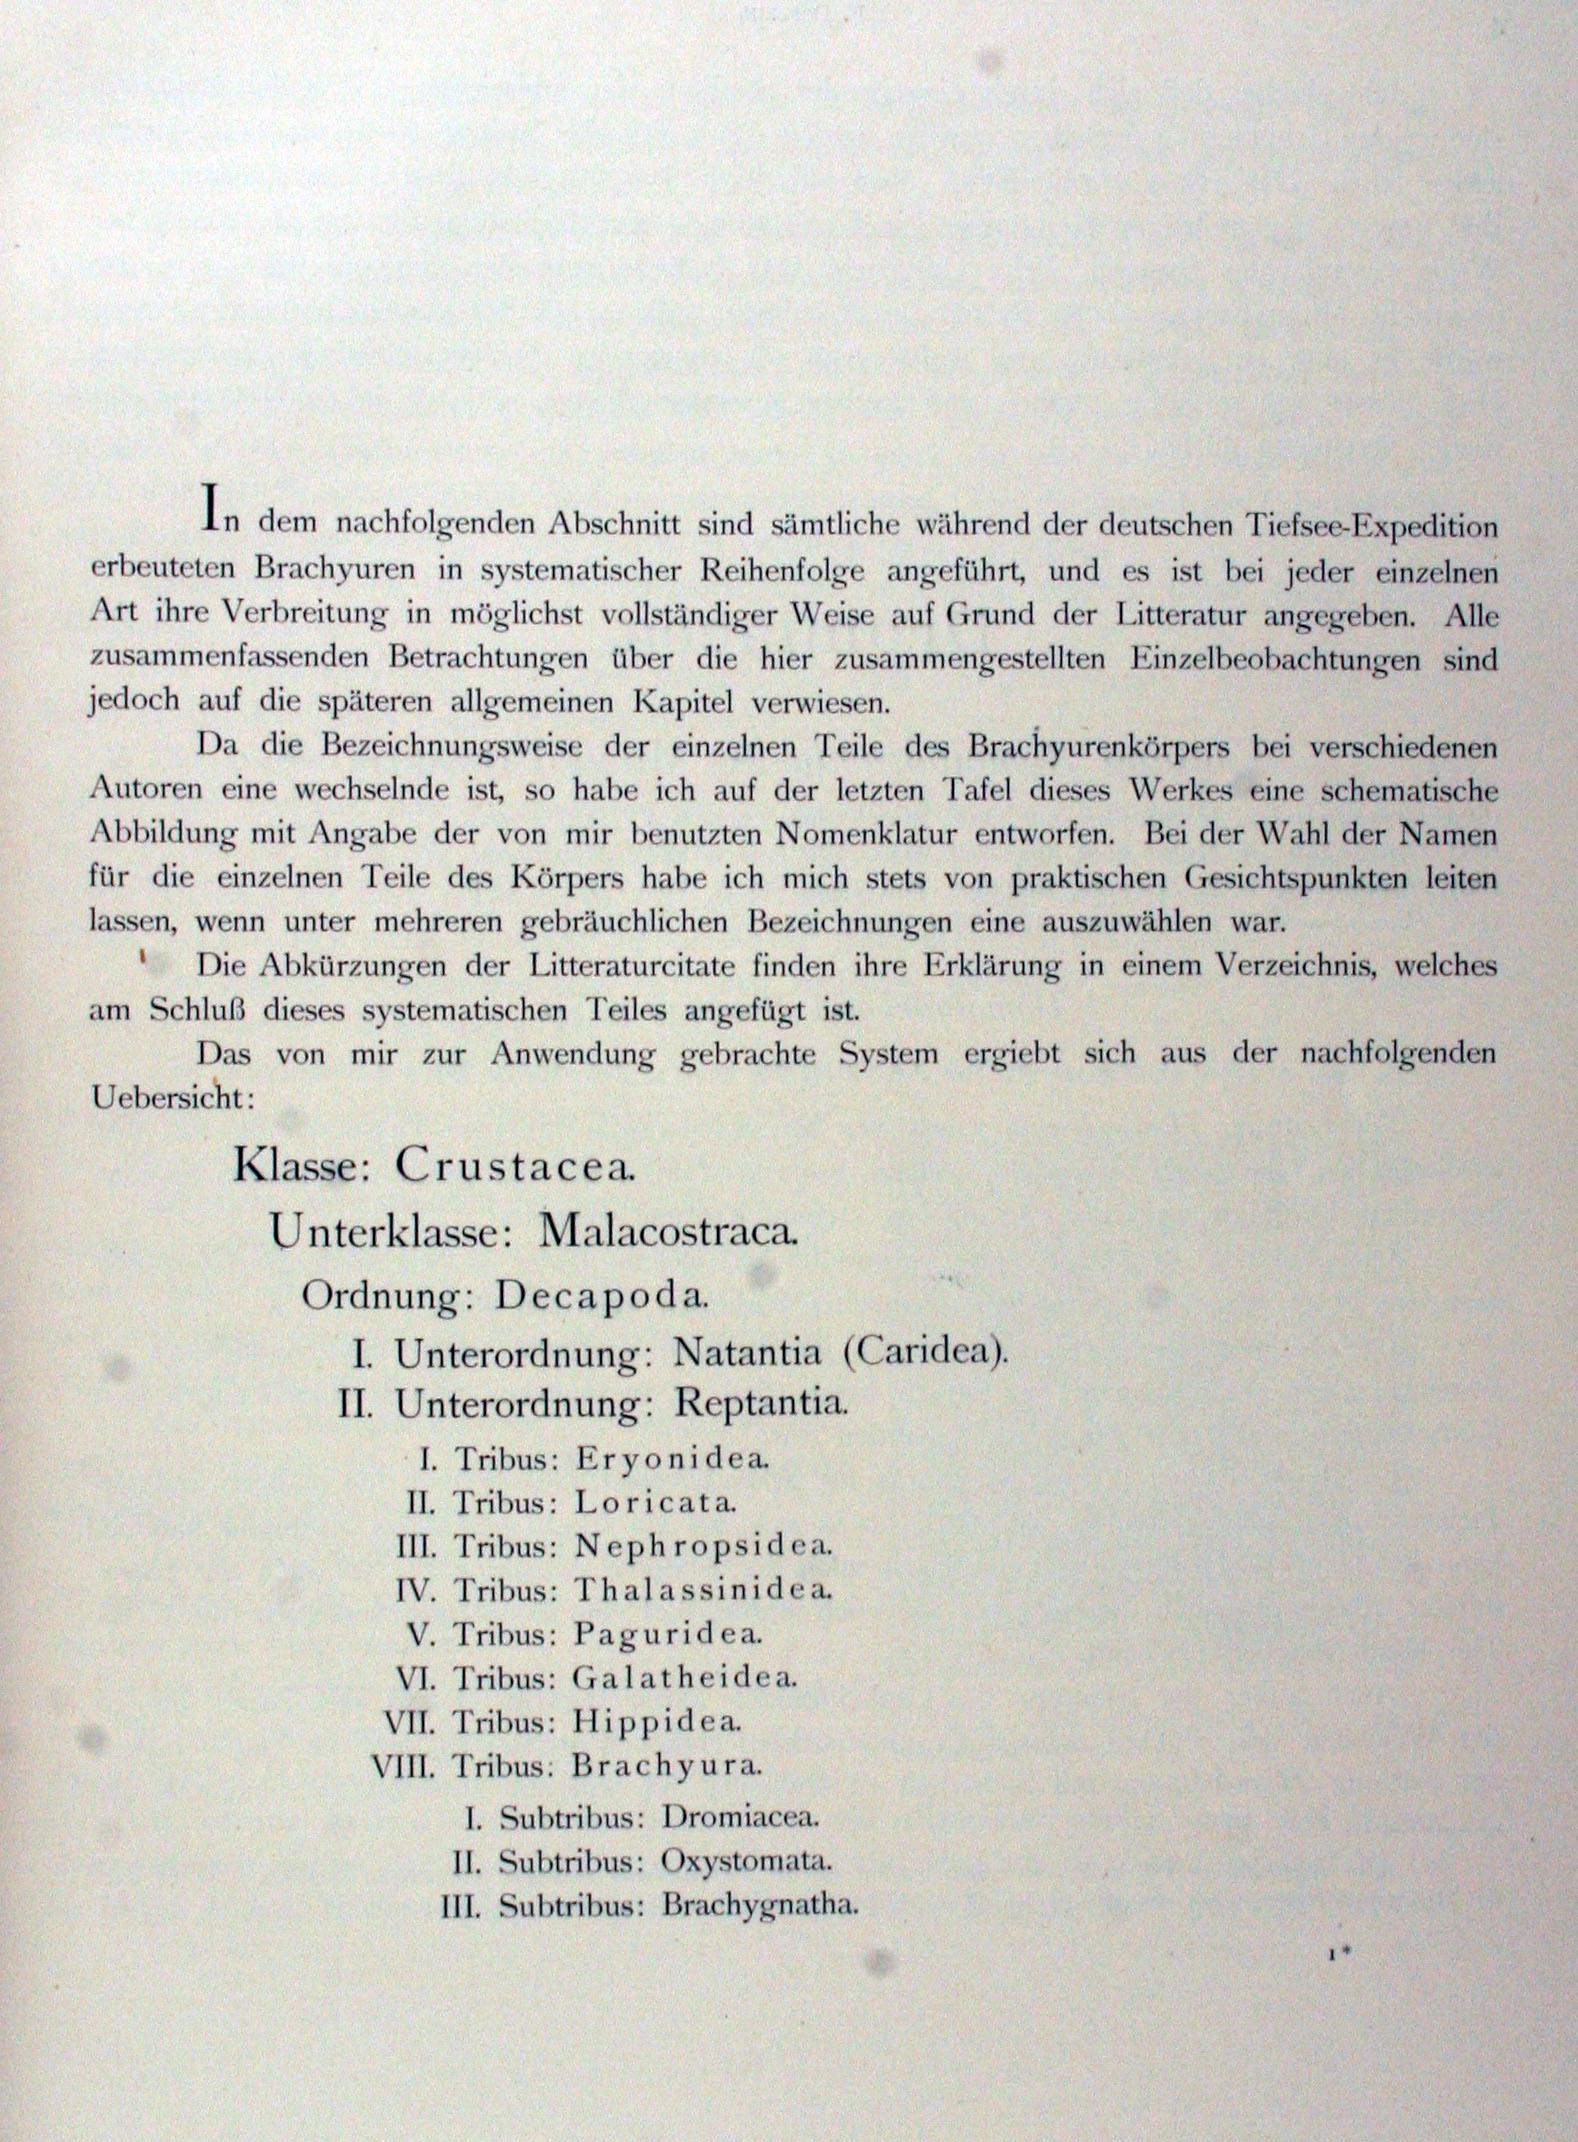 In dem nachfolgenden Abschnitt sind sämtliche während der deutschen Tiefsee-Expedition
erbeuteten Brachyuren in systematischer Reihenfolge angeführt, und es ist bei jeder einzelnen
Art ihre Verbreitung in möglichst vollständiger Weise auf Grund der Litteratur angegeben. Alle
zusammenfassenden Betrachtungen über die hier zusammengestellten Einzelbeobachtungen sind
jedoch auf die späteren allgemeinen Kapitel verwiesen.
Da die Bezeichnungsweise der einzelnen Teile des Brachyurenkörpers bei verschiedenen
Autoren eine wechselnde ist, so habe ich auf der letzten Tafel dieses Werkes eine schematische
Abbildung mit Angabe der von mir benutzten Nomenklatur entworfen. Bei der Wahl der Namen
für die einzelnen Teile des Körpers habe ich mich stets von praktischen Gesichtspunkten leiten
lassen, wenn unter mehreren gebräuchlichen Bezeichnungen eine auszuwählen war.
Die Abkürzungen der Litteraturcitate finden ihre Erklärung in einem Verzeichnis, welches
am Schluß dieses systematischen Teiles angefügt ist.
Das von mir zur Anwendung gebrachte System ergiebt sich aus der nachfolgenden
Uebersicht:
Klasse: Crustacea.
Unterklasse: Malacostraca.
Ordnung: Decapoda.
I. Unterordnung: Natantia (Caridea).
II. Unterordnung: Reptantia.
I. Tribus: Eryonidea.
II. Tribus: Loricata.
III. Tribus: Nephropsidea.
IV. Tribus: Thalassinidea.
V. Tribus: Paguridea.
VI. Tribus: Galatheidea.
VII. Tribus: Hippidea.
VIII. Tribus: Brachyura.
I. Subtribus: Dromiacea.
II. Subtribus: Oxystomata.
III. Subtribus: Brachygnatha.
1*